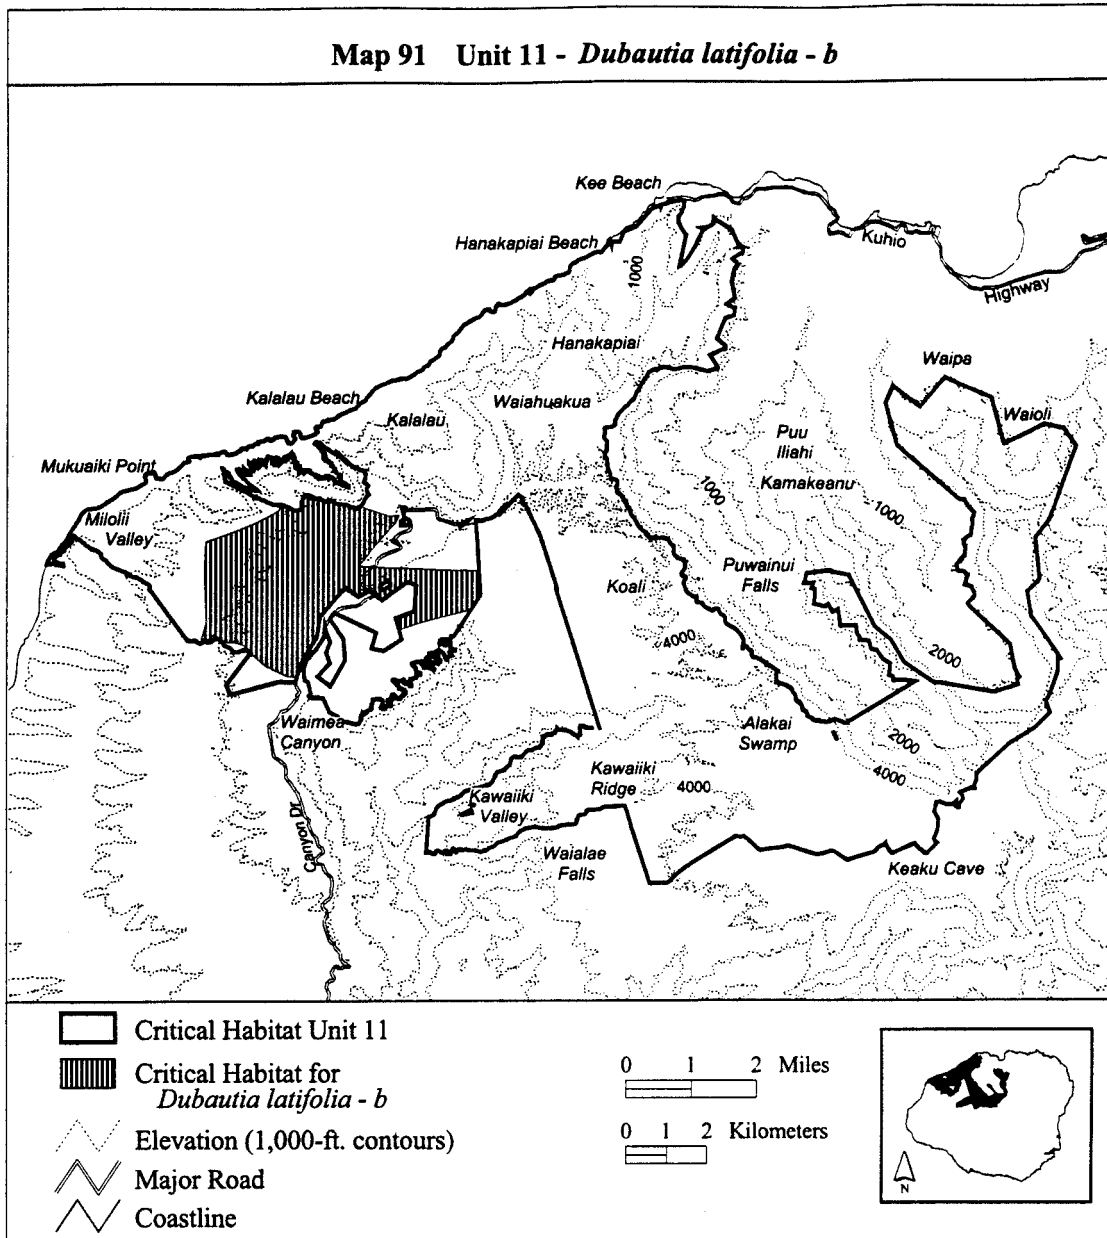 Map 91 Unit 11 - Dubautia latifolia - b
Kee Beach
Hanakapiai Beach
Kuhio
Highway
1000
Hanakapiai
Waipa
Kalalau Beach
Waiahuakua
Kalalau
Waioli
Puu
Iliahi
Mukuaiki Point
Kamakeanu
1000
1000
Milolii
Valley
Puwainui
Falls
Koali
4000
2000
Waimea
Canyon
Alakai
Swamp
2000
4000
Kawaiiki
Ridge
4000
Kawaiiki
Valley
Canyon Dr
Waialae
Falls
Keaku Cave
Critical Habitat Unit 11
Critical Habitat for
Dubautia latifolia - b
Elevation (1,000-ft. contours)
Major Road
Coastline
0 1 2 Miles
0 1 2 Kilometers
N